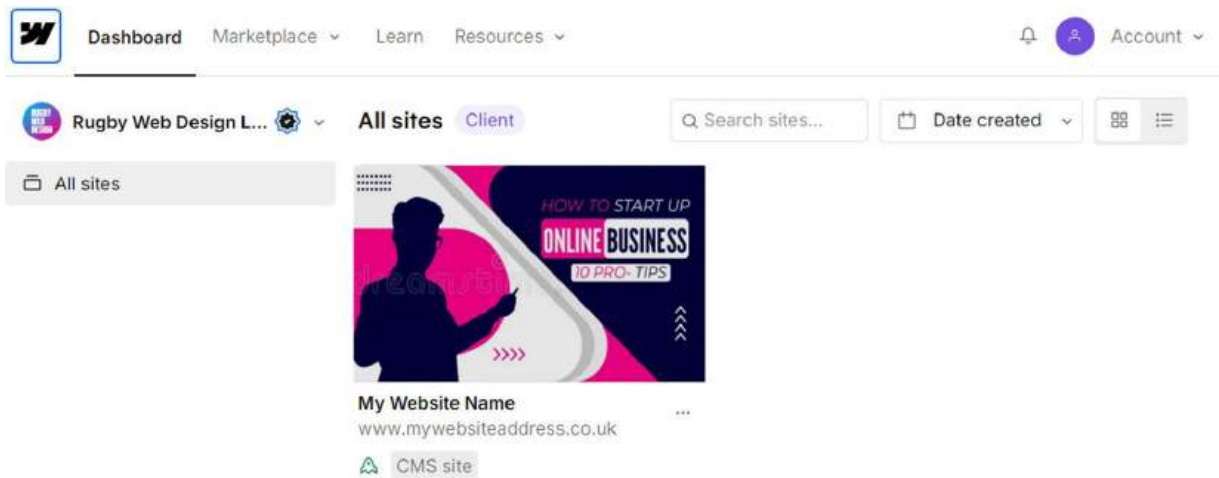 Dashboard Marketplace Learn Resources Account
Rugby Web Design L... All sites Client Search sites... Date created
All sites
HOW TO START UP
ONLINE BUSINESS
10 PRO- TIPS
My Website Name ...
www.mywebsiteaddress.co.uk
CMS site